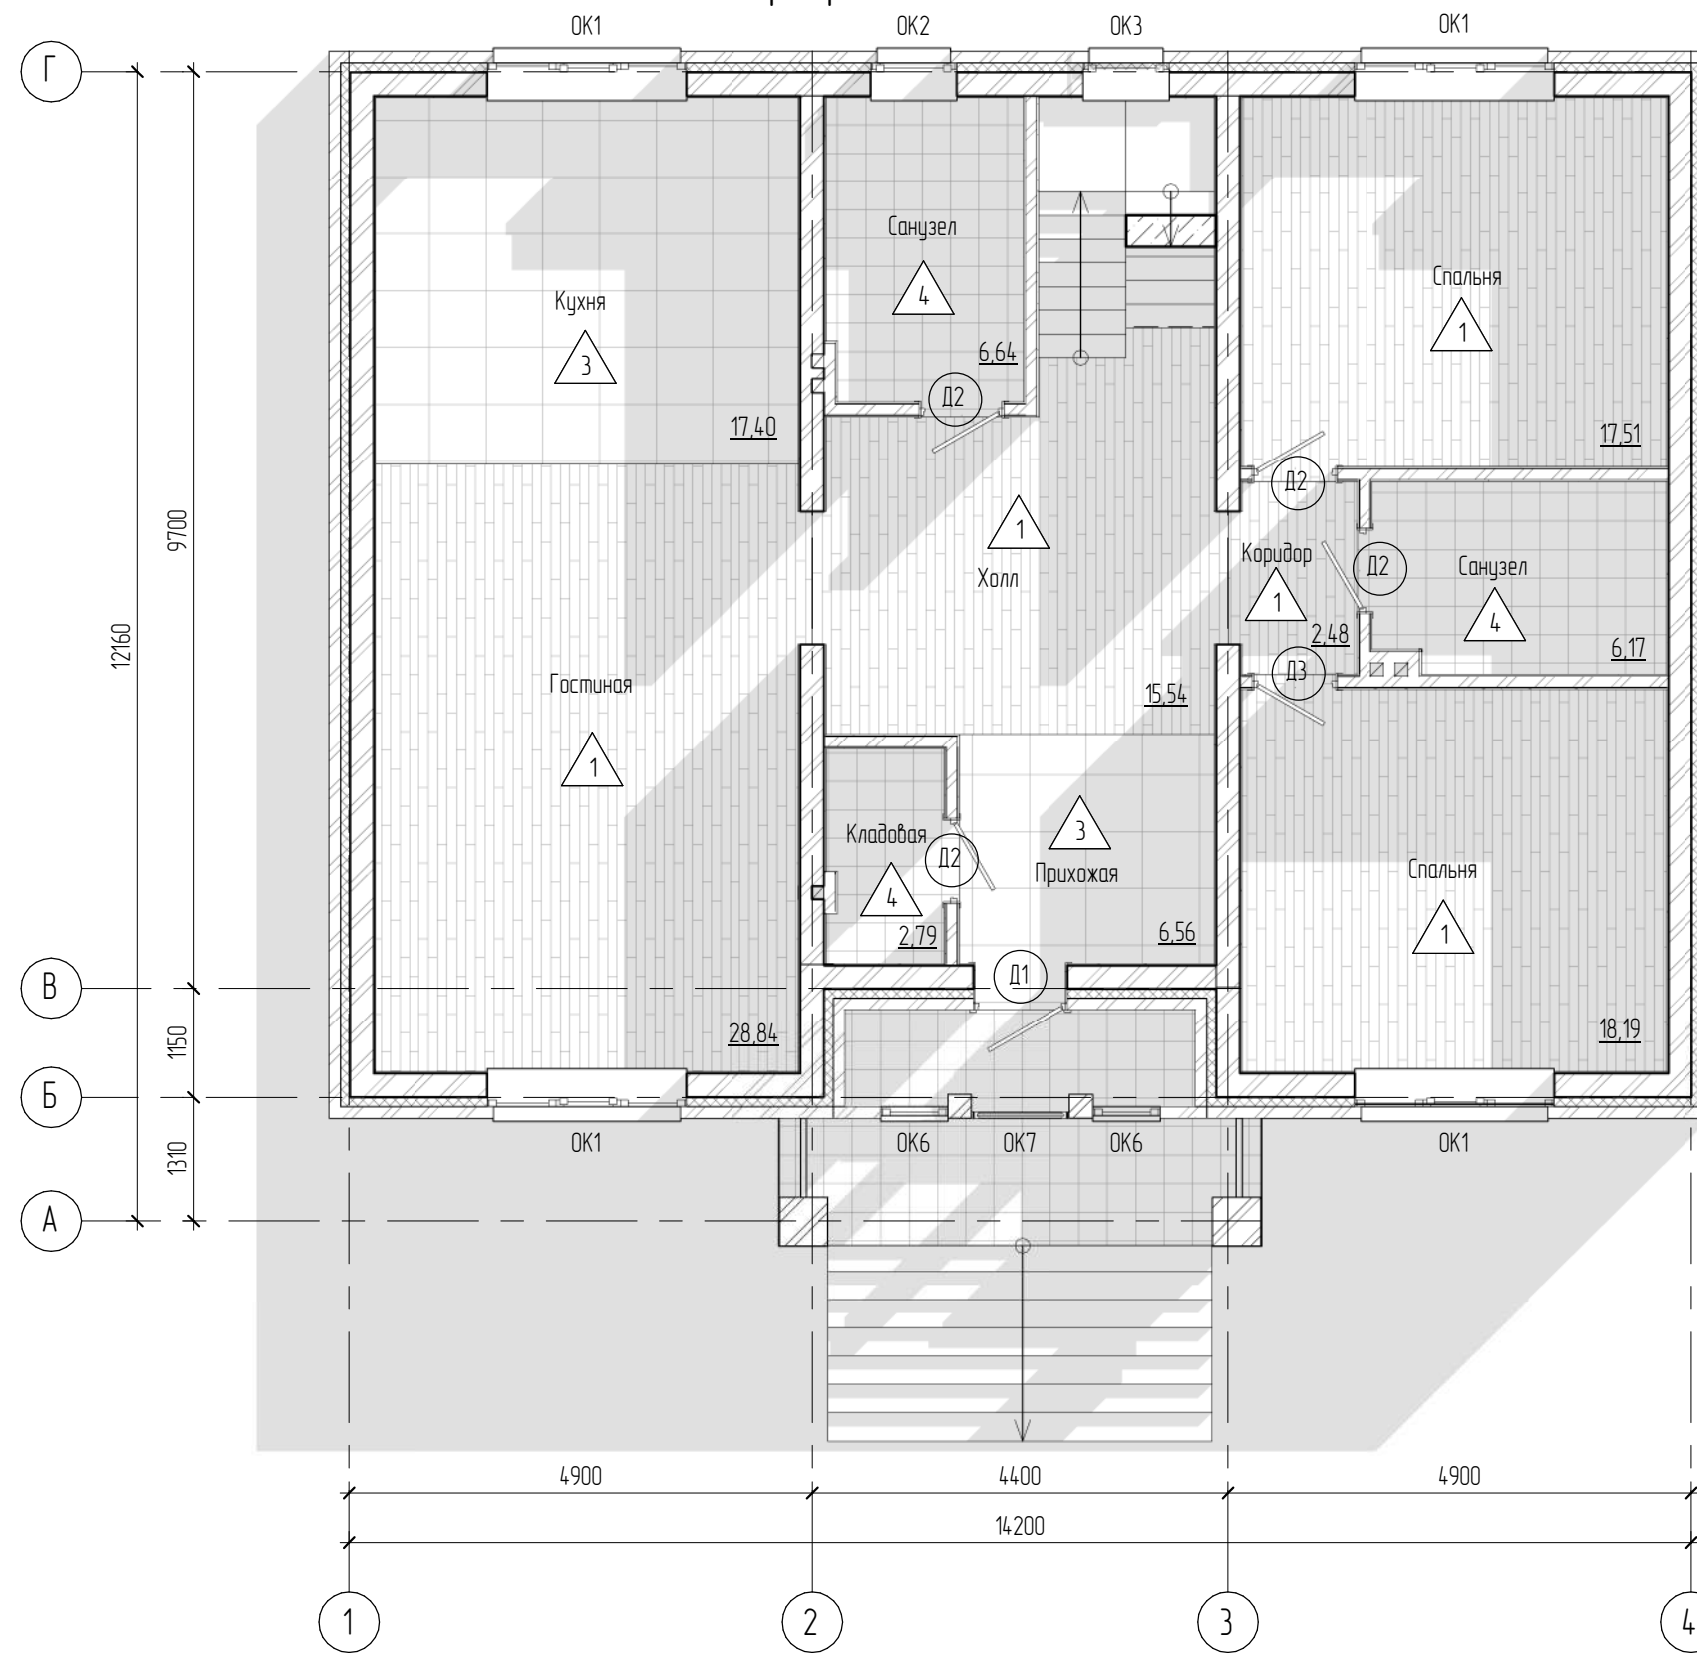 ОК1
ОК2
ОК3
ОК1
Г
Санузел
4
6,64
Д2
Кухня
3
17,40
Спальня
1
17,51
Д2
9700
12160
1
Холл
15,54
Коридор
1
2,48
Д2
Санузел
4
6,17
Д3
Гостиная
1
28,84
Кладовая
4
2,79
Д2
3
Прихожая
6,56
Спальня
1
18,19
Д1
В
1150
Б
1310
А
ОК1
ОК6
ОК7
ОК6
ОК1
4900
4400
4900
14200
1
2
3
4